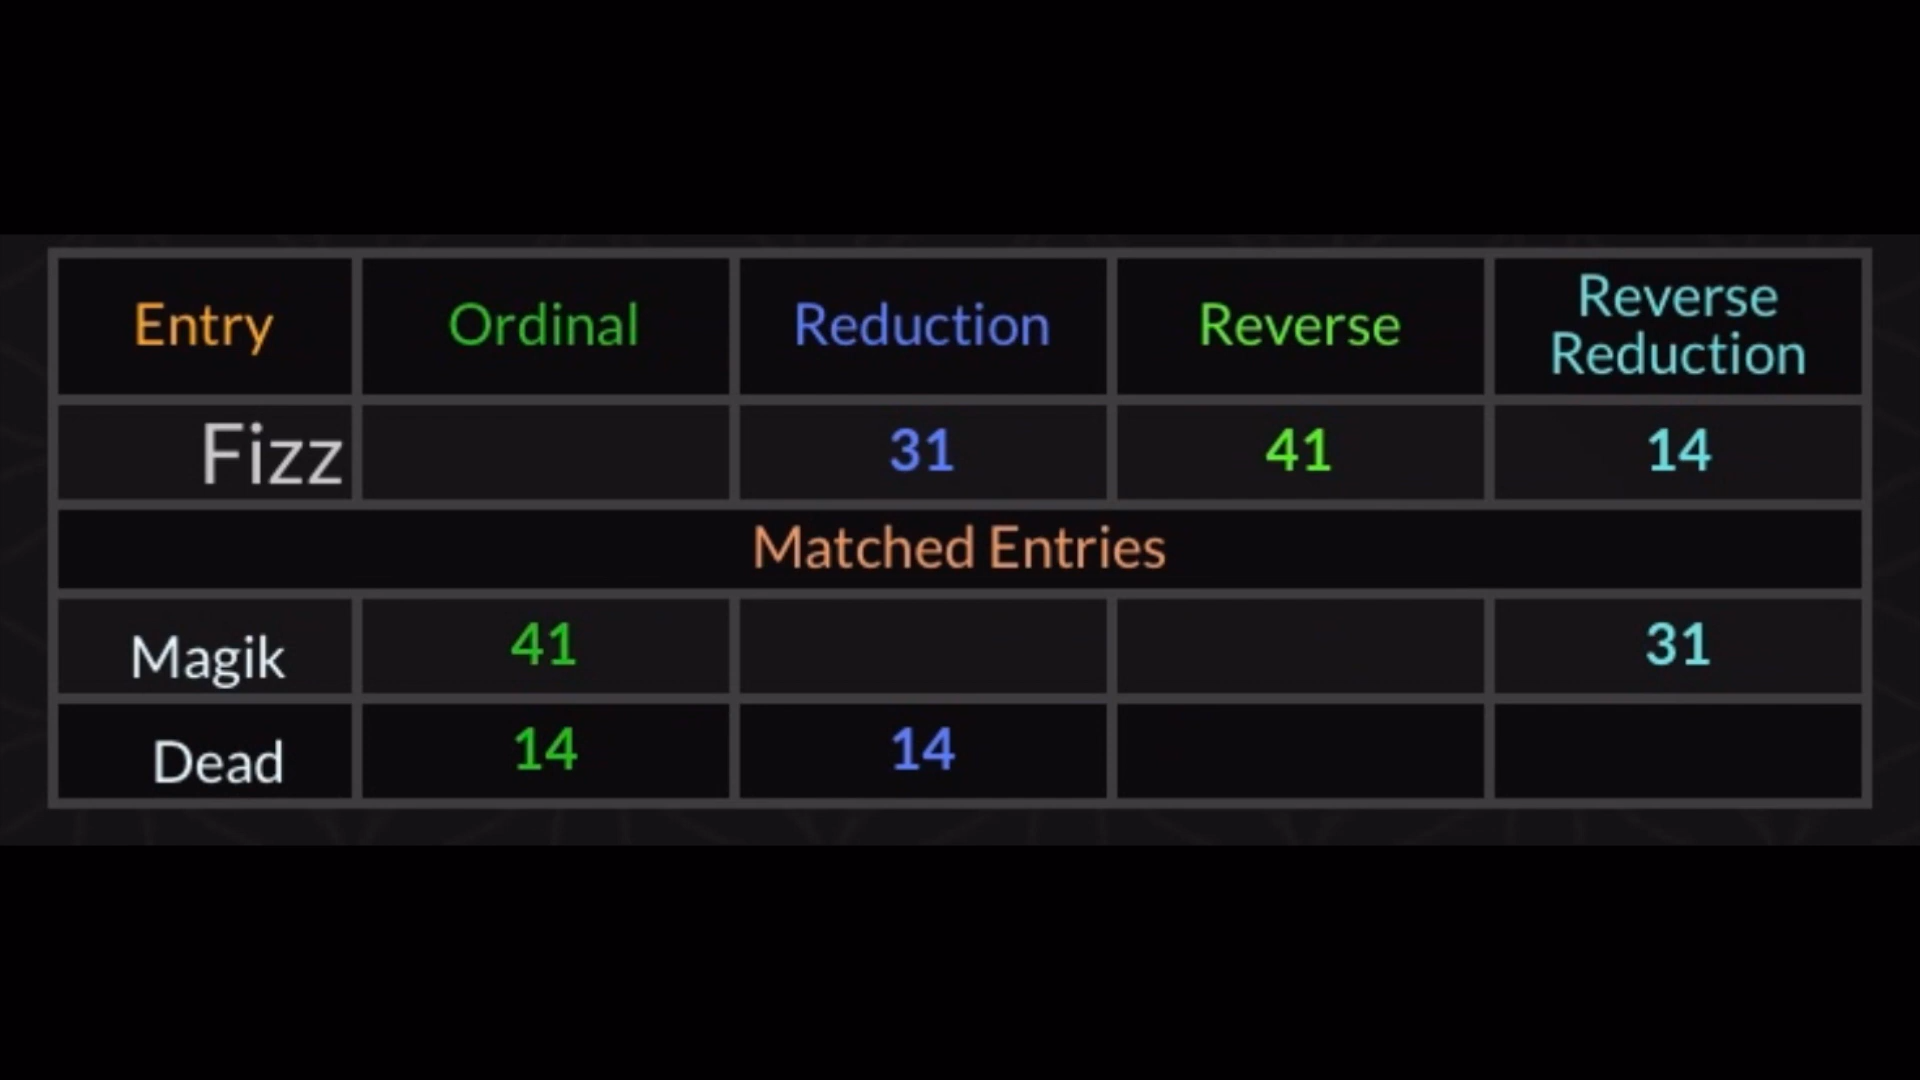 Entry Ordinal Reduction Reverse Reverse Reduction
Fizz 31 41 14
Matched Entries
Magik 41 31
Dead 14 14